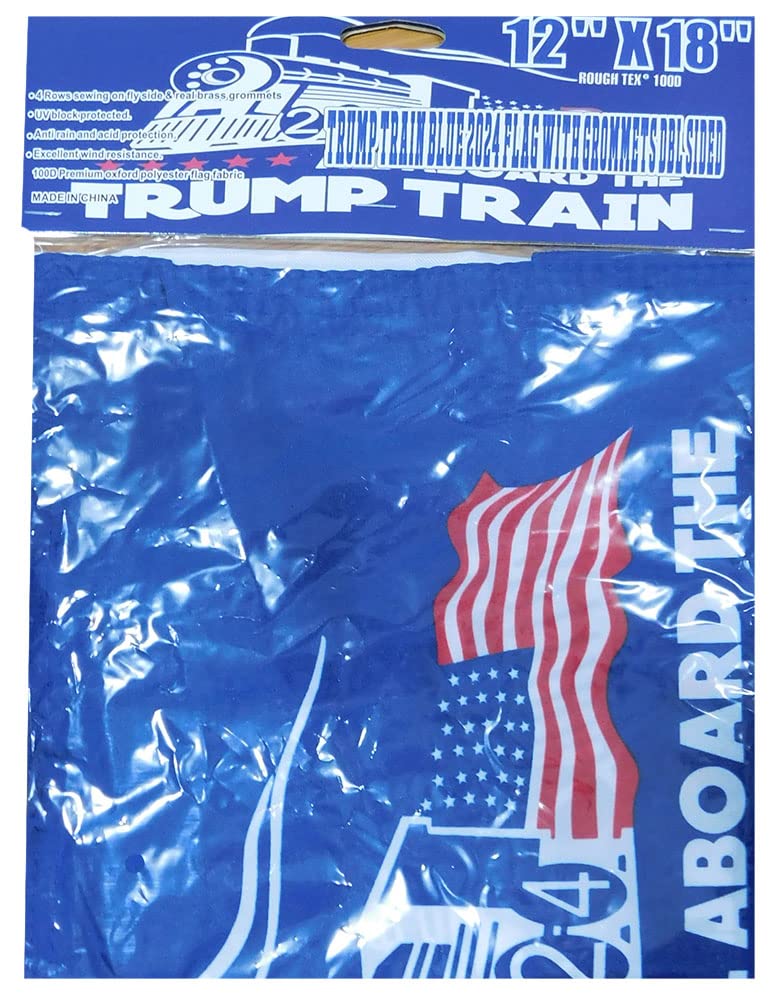 12" X 18"
ROUGH TEX® 100D
• 4 Rows sewing on fly side & real brass grommets
• UV block protected.
• Anti rain and acid protection.
• Excellent wind resistance.
100D Premium oxford polyester flag fabric
MADE IN CHINA
2
TRUMP TRAIN BLUE 2024 FLAG WITH GROMMETS DBL-SIDED
ABOARD THE
TRUMP TRAIN
ABOARD THE
24